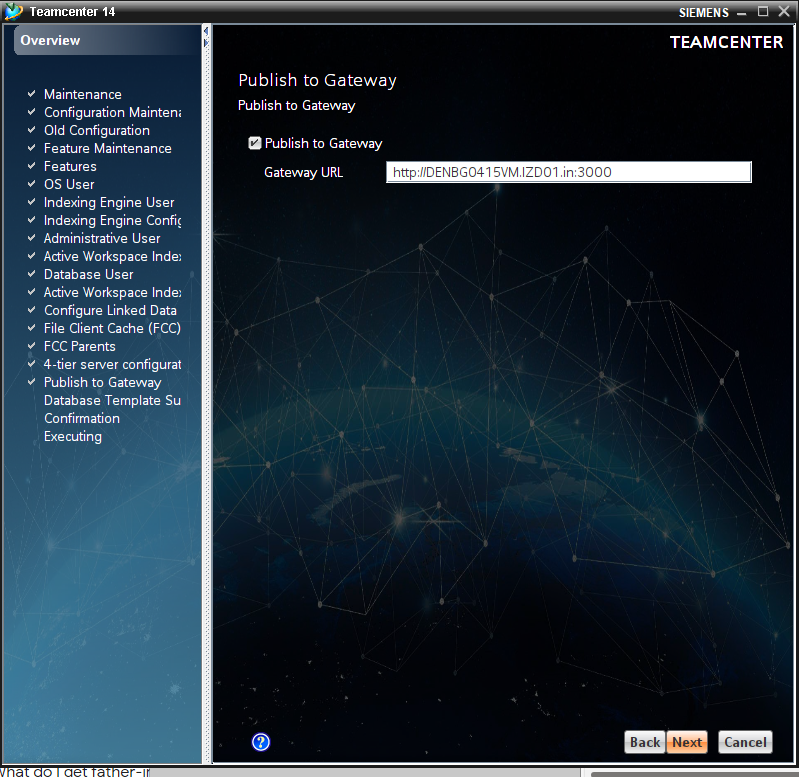 Teamcenter 14
SIEMENS
Overview
TEAMCENTER
Maintenance
Configuration Maintena
Old Configuration
Feature Maintenance
Features
OS User
Indexing Engine User
Indexing Engine Config
Administrative User
Active Workspace Index
Database User
Active Workspace Index
Configure Linked Data
File Client Cache (FCC)
FCC Parents
4-tier server configurat
Publish to Gateway
Database Template Su
Confirmation
Executing
Publish to Gateway
Publish to Gateway
Publish to Gateway
Gateway URL http://DENBG0415VM.IZD01.in:3000
? Back Next Cancel
What do I get father-in